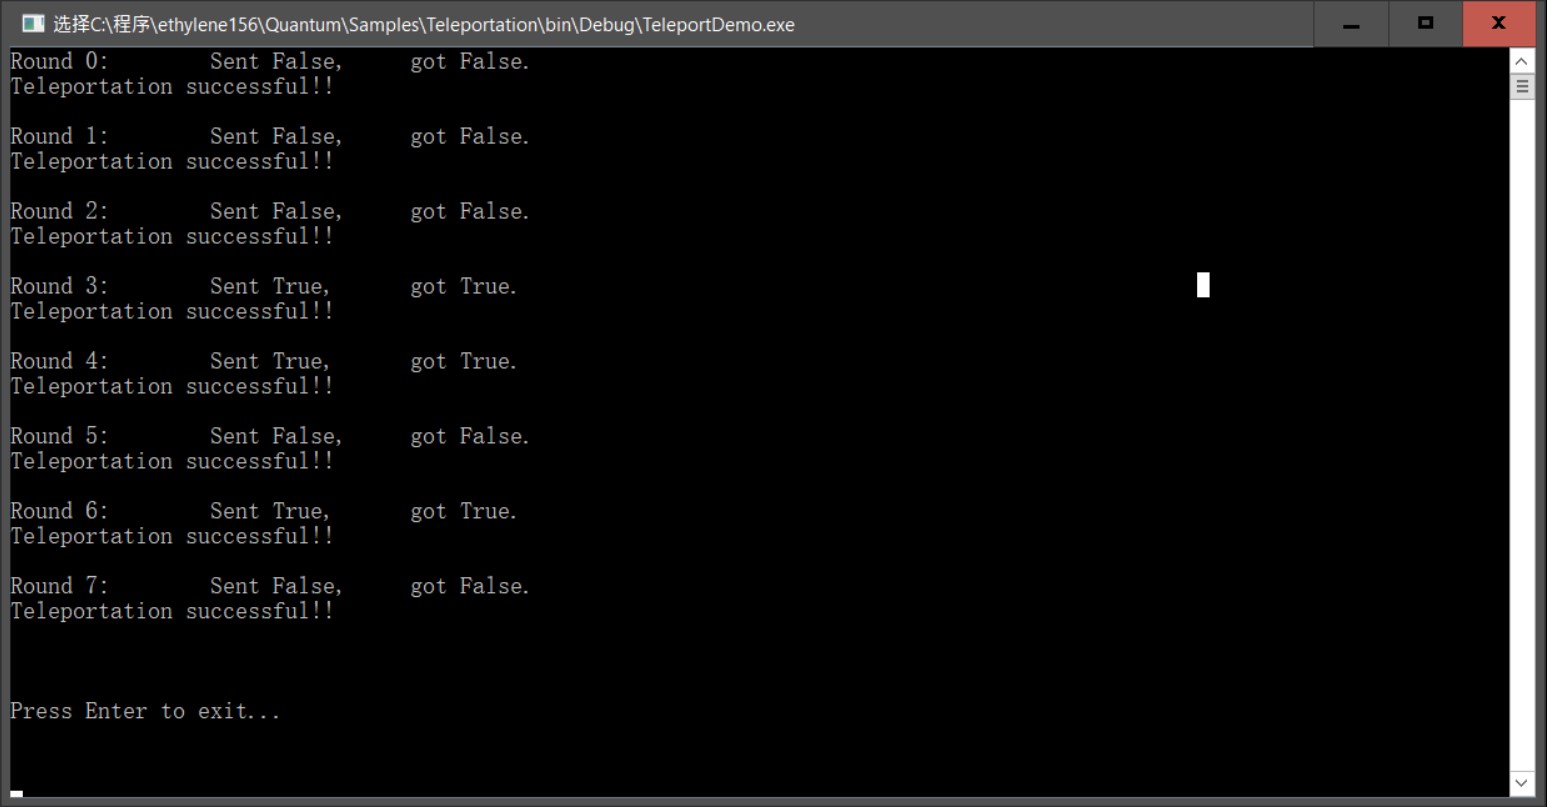 选择C:\程序\ethylene156\Quantum\Samples\Teleportation\bin\Debug\TeleportDemo.exe
Round 0: Sent False, got False.
Teleportation successful!!
Round 1: Sent False, got False.
Teleportation successful!!
Round 2: Sent False, got False.
Teleportation successful!!
Round 3: Sent True, got True.
Teleportation successful!!
Round 4: Sent True, got True.
Teleportation successful!!
Round 5: Sent False, got False.
Teleportation successful!!
Round 6: Sent True, got True.
Teleportation successful!!
Round 7: Sent False, got False.
Teleportation successful!!
Press Enter to exit...